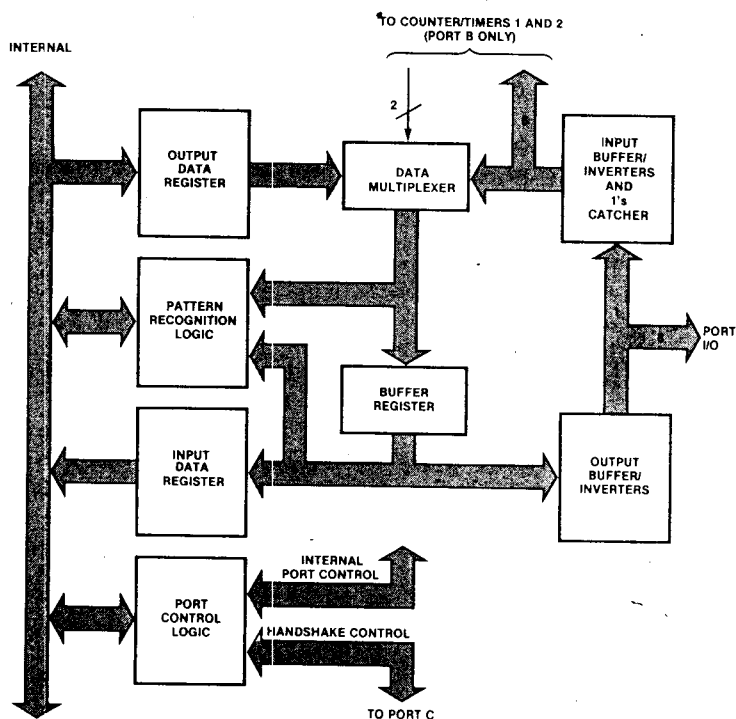 TO COUNTER/TIMERS 1 AND 2
(PORT B ONLY)
INTERNAL
2
OUTPUT
DATA
REGISTER
DATA
MULTIPLEXER
INPUT
BUFFER/
INVERTERS
AND
1's
CATCHER
PATTERN
RECOGNITION
LOGIC
PORT
I/O
BUFFER
REGISTER
INPUT
DATA
REGISTER
OUTPUT
BUFFER/
INVERTERS
INTERNAL
PORT CONTROL
PORT
CONTROL
LOGIC
HANDSHAKE CONTROL
TO PORT C